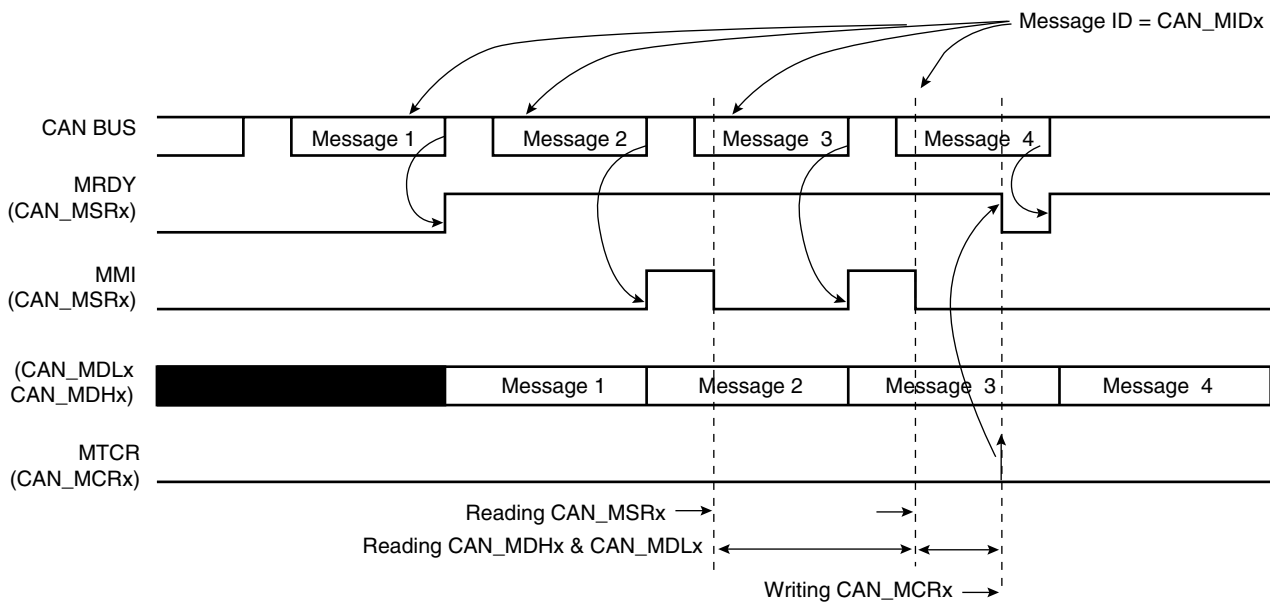 Message ID = CAN_MIDx
CAN BUS
Message 1
Message 2
Message 3
Message 4
MRDY
(CAN_MSRx)
MMI
(CAN_MSRx)
(CAN_MDLx
CAN_MDHx)
Message 1
Message 2
Message 3
Message 4
MTCR
(CAN_MCRx)
Reading CAN_MSRx
Reading CAN_MDHx & CAN_MDLx
Writing CAN_MCRx